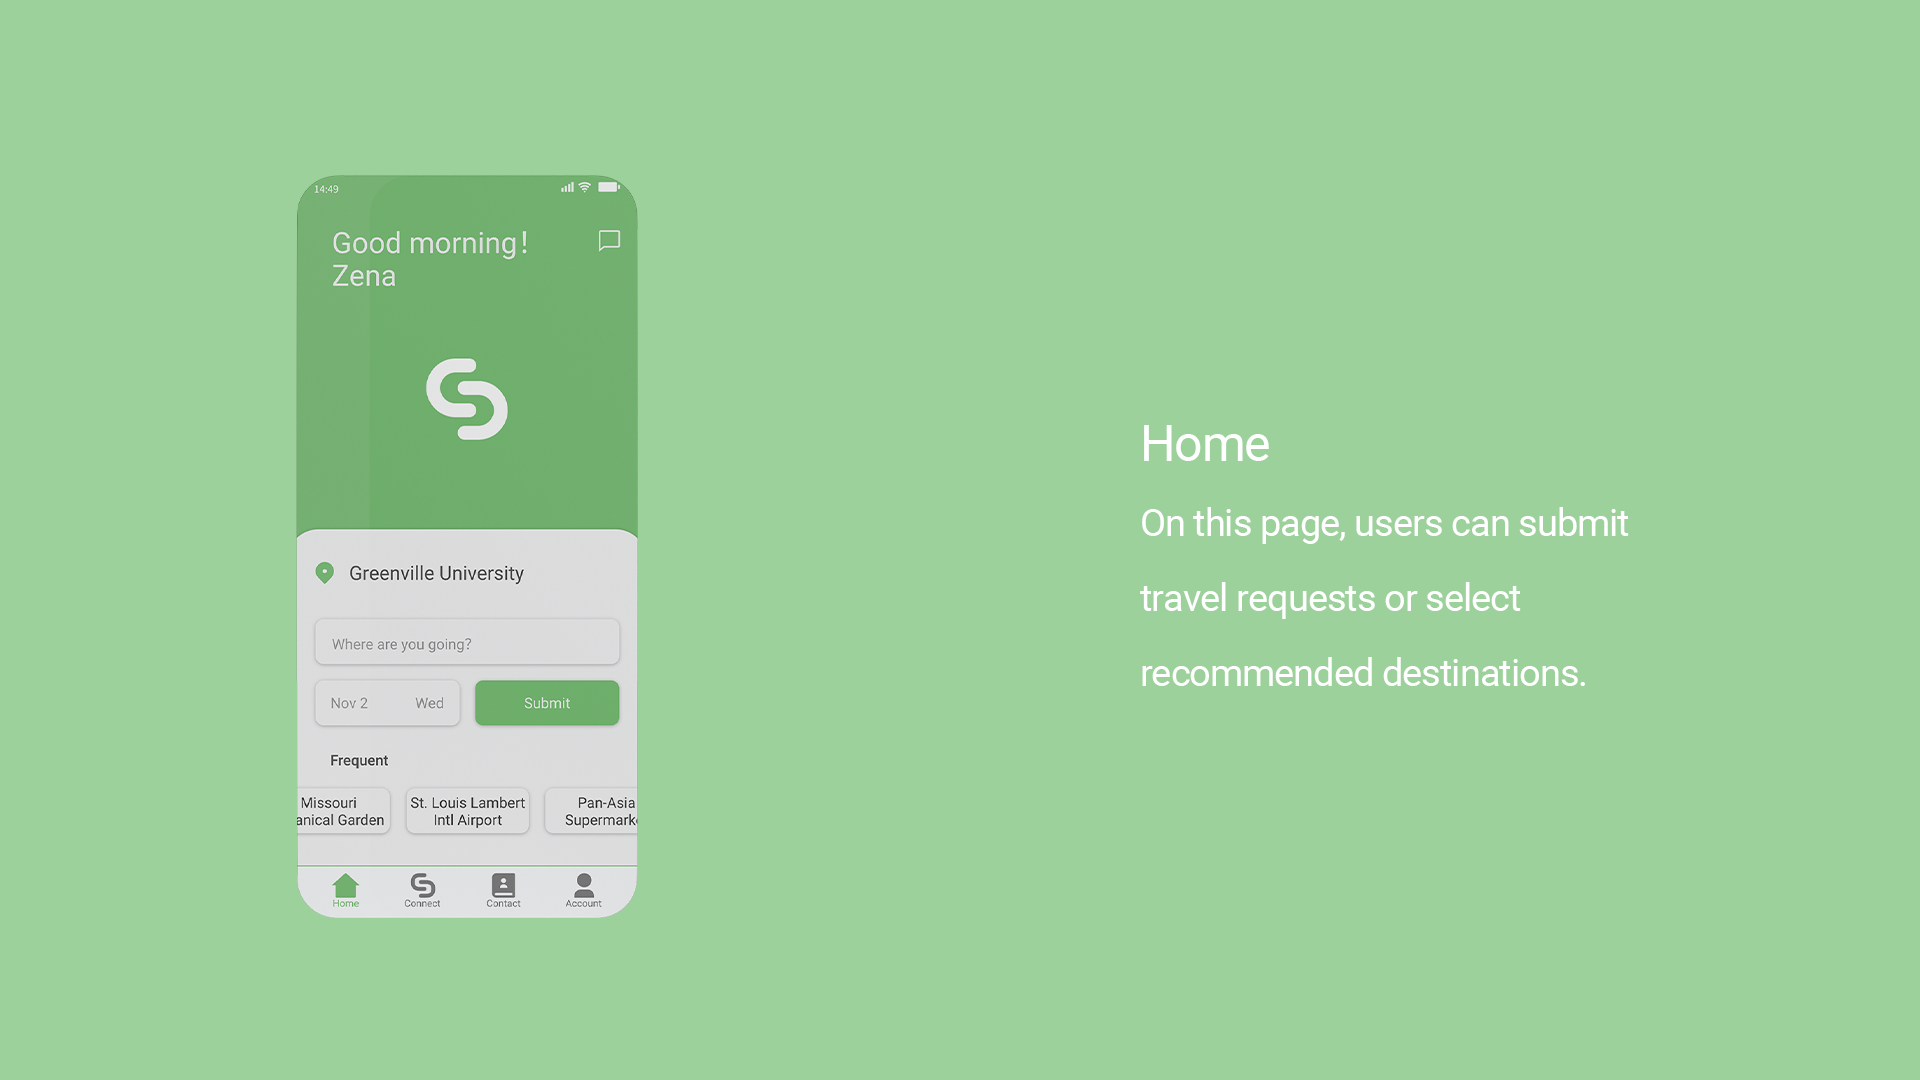 14:49
Good morning!
Zena
Greenville University
Where are you going?
Nov 2 Wed
Submit
Frequent
Missouri
anical Garden
St. Louis Lambert
Intl Airport
Pan-Asia
Supermark
Home
Connect
Contact
Account
Home
On this page, users can submit
travel requests or select
recommended destinations.